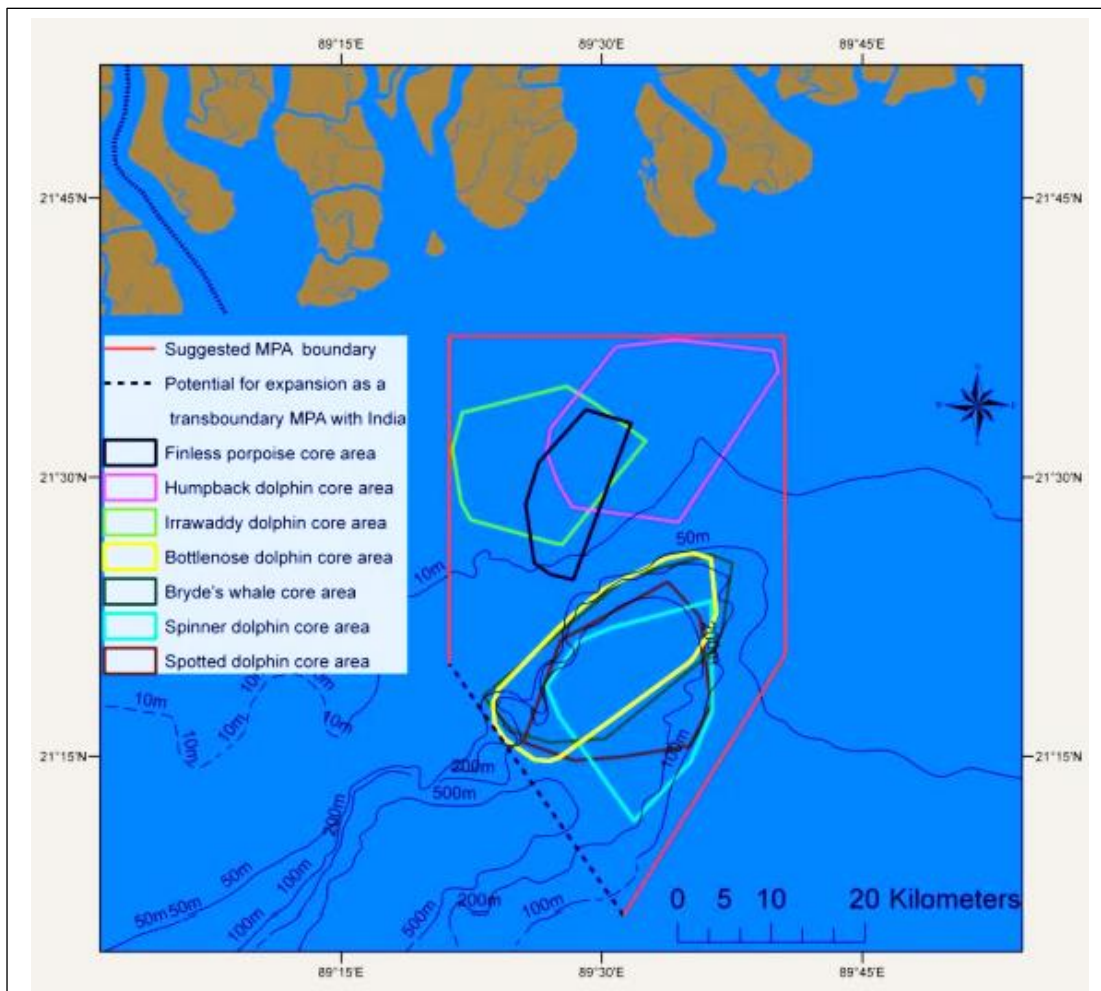 89°15'E 89°30'E 89°45'E
21°45'N 21°45'N
Suggested MPA boundary
Potential for expansion as a
transboundary MPA with India
Finless porpoise core area
Humpback dolphin core area
Irrawaddy dolphin core area
Bottlenose dolphin core area
Bryde's whale core area
Spinner dolphin core area
Spotted dolphin core area
21°30'N 21°30'N
50m
10m
10m
10m
10m
10m
10m
21°15'N 21°15'N
100m
200m
500m
200m
50m
100m
50m 50m
100m
500m
200m
100m
0 5 10 20 Kilometers
89°15'E 89°30'E 89°45'E